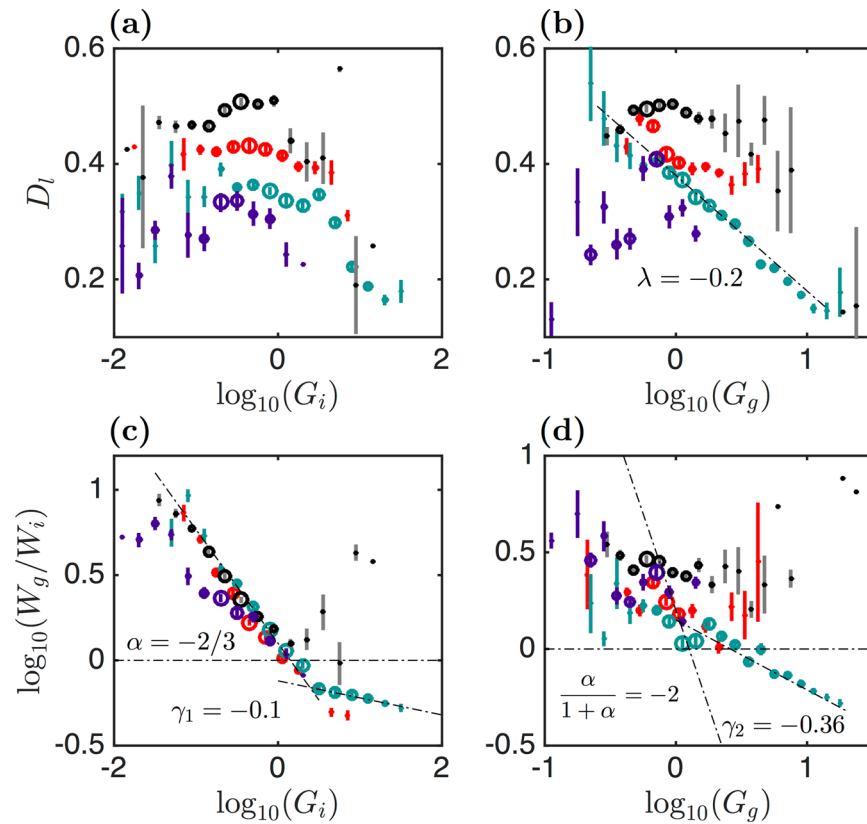 (a)
(b)
0.6
0.4
0.2
D_l
-2
0
2
log₁₀(G_i)
0.6
0.4
0.2
λ = −0.2
-1
0
1
log₁₀(G_g)
(c)
(d)
1
0.5
0
-0.5
log₁₀(W_g/W_i)
α = −2/3
γ₁ = −0.1
-2
0
2
log₁₀(G_i)
1
0.5
0
-0.5
α/(1 + α) = −2
γ₂ = −0.36
-1
0
1
log₁₀(G_g)